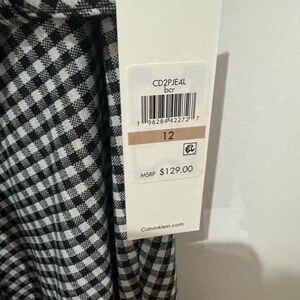 CD2PJE4L
bcr
1 96284 42272 7
12
MSRP $129.00
Calvinklein.com